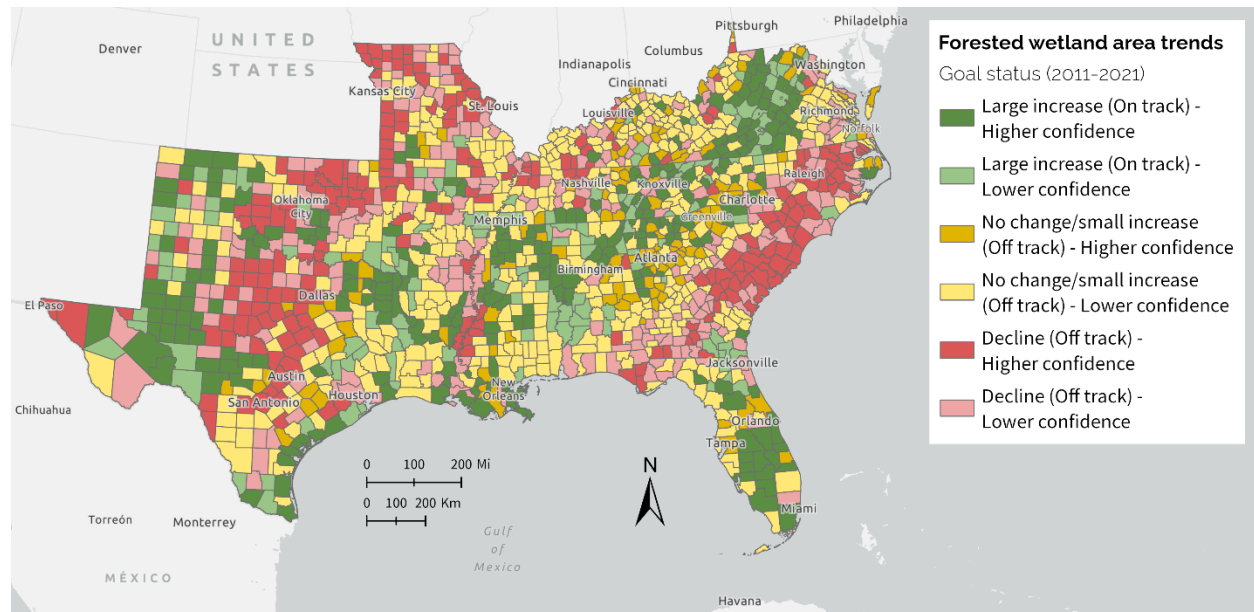 Denver
UNITED
STATES
Kansas City
St. Louis
Indianapolis
Columbus
Cincinnati
Pittsburgh
Philadelphia
Washington
Louisville
Richmond
Norfolk
Oklahoma
City
Nashville
Knoxville
Raleigh
Charlotte
Greenville
Memphis
Atlanta
Birmingham
Dallas
El Paso
Austin
San Antonio
Houston
New
Orleans
Jacksonville
Orlando
Tampa
Miami
Chihuahua
Torreón
Monterrey
MÉXICO
Gulf
of
Mexico
Havana
0 100 200 Mi
0 100 200 Km
N
Forested wetland area trends
Goal status (2011-2021)
Large increase (On track) -
Higher confidence
Large increase (On track) -
Lower confidence
No change/small increase
(Off track) - Higher confidence
No change/small increase
(Off track) - Lower confidence
Decline (Off track) -
Higher confidence
Decline (Off track) -
Lower confidence